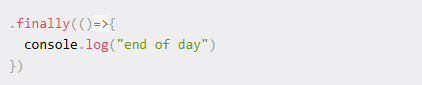 .finally(()=>{
  console.log("end of day")
})